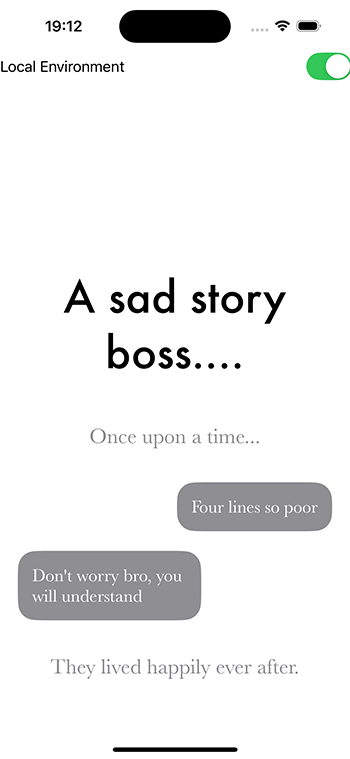 19:12
Local Environment
A sad story
boss....
Once upon a time...
Four lines so poor
Don't worry bro, you
will understand
They lived happily ever after.